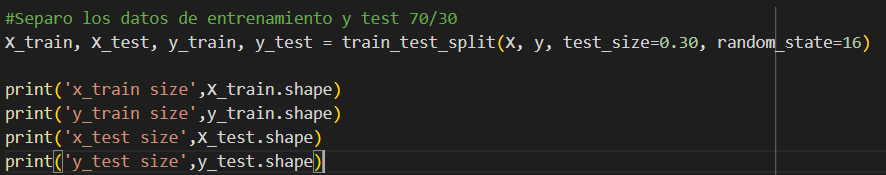 #Separo los datos de entrenamiento y test 70/30
X_train, X_test, y_train, y_test = train_test_split(X, y, test_size=0.30, random_state=16)
print('x_train size',X_train.shape)
print('y_train size',y_train.shape)
print('x_test size',X_test.shape)
print('y_test size',y_test.shape)